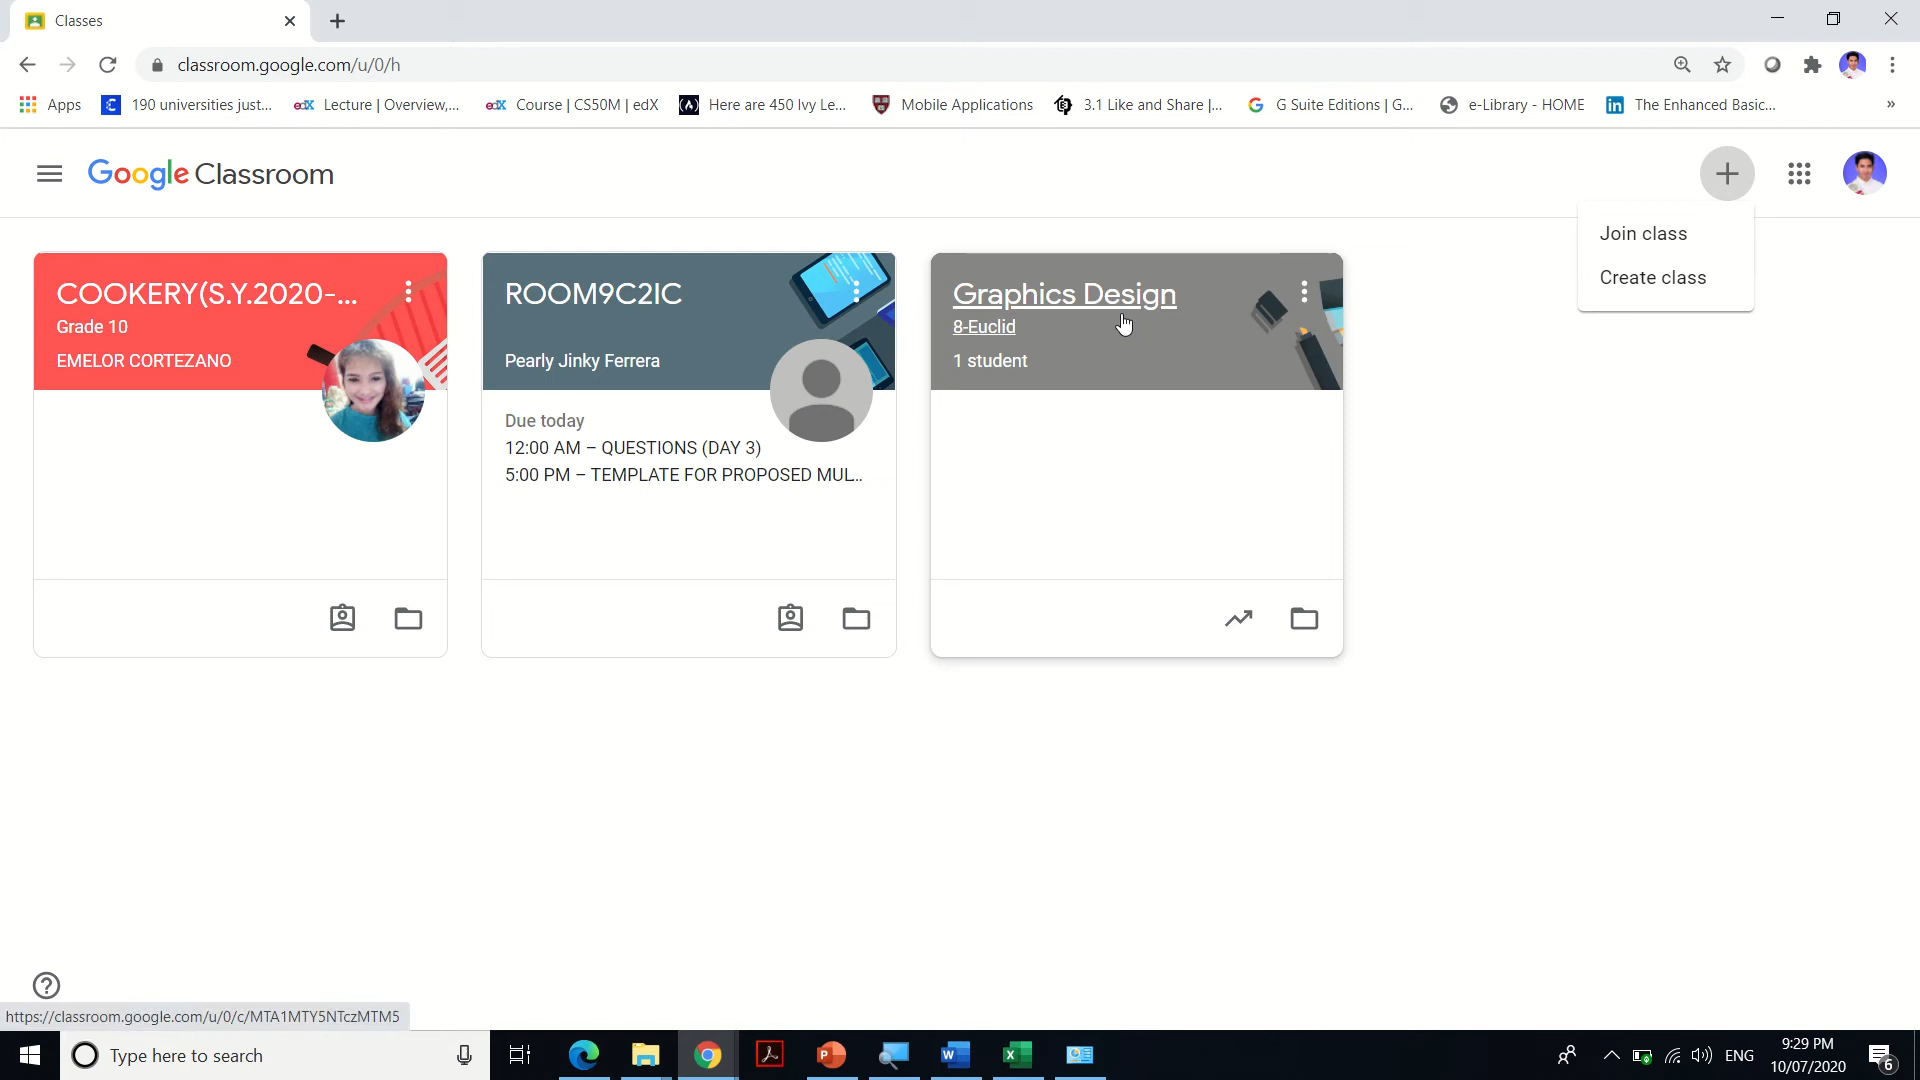 Classes
classroom.google.com/u/0/h
Apps
190 universities just...
edX Lecture | Overview,...
edX Course | CS50M | edX
Here are 450 Ivy Le...
Mobile Applications
3.1 Like and Share |...
G Suite Editions | G...
e-Library - HOME
in The Enhanced Basic...
»
Google Classroom
Join class
Create class
COOKERY(S.Y.2020-...
Grade 10
EMELOR CORTEZANO
ROOM9C2IC
Pearly Jinky Ferrera
Due today
12:00 AM – QUESTIONS (DAY 3)
5:00 PM – TEMPLATE FOR PROPOSED MUL...
Graphics Design
8-Euclid
1 student
https://classroom.google.com/u/0/c/MTA1MTY5NTczMTM5
Type here to search
ENG
9:29 PM
10/07/2020
6